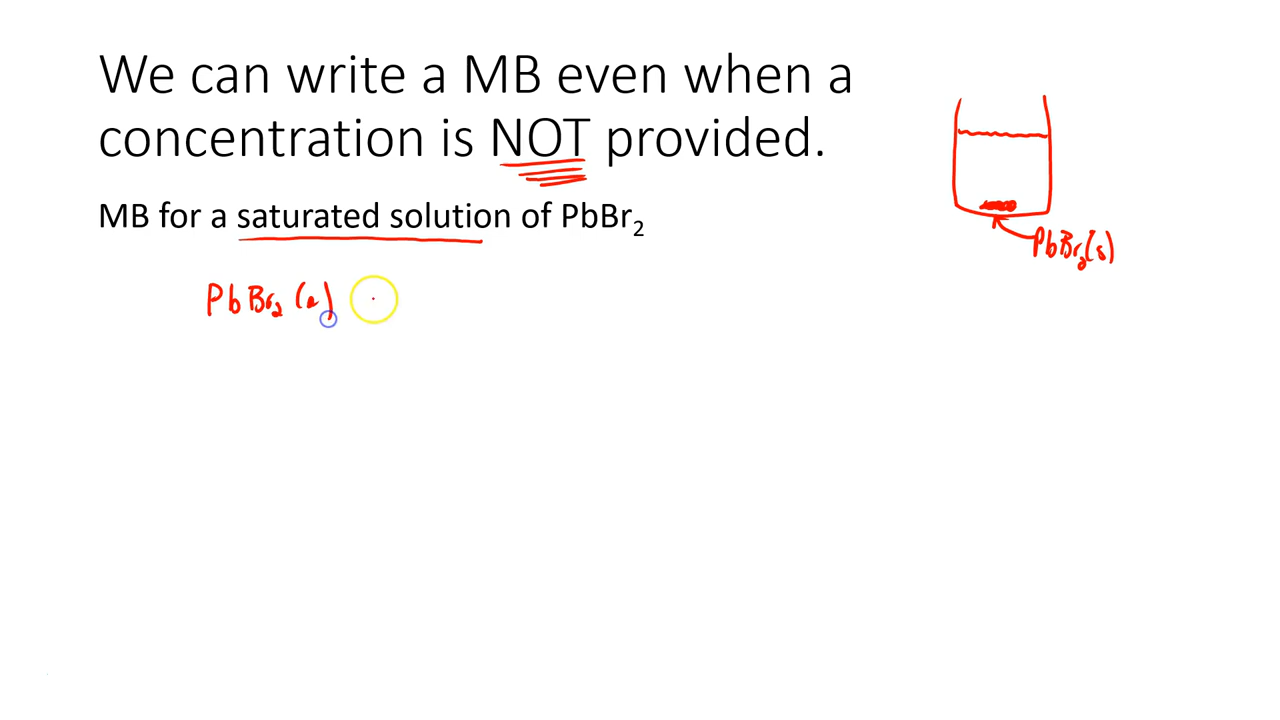 We can write a MB even when a
concentration is NOT provided.
MB for a saturated solution of PbBr₂
PbBr₂(s)
PbBr₂(s)